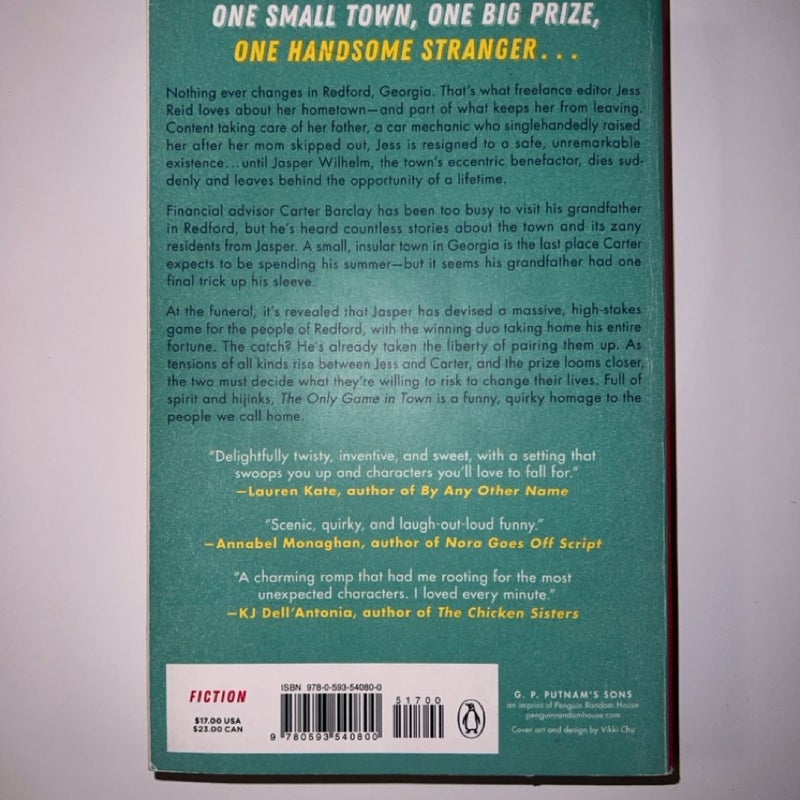 ONE SMALL TOWN, ONE BIG PRIZE,
ONE HANDSOME STRANGER...
Nothing ever changes in Redford, Georgia. That's what freelance editor Jess
Reid loves about her hometown—and part of what keeps her from leaving.
Content taking care of her father, a car mechanic who singlehandedly raised
her after her mom skipped out, Jess is resigned to a safe, unremarkable
existence...until Jasper Wilhelm, the town's eccentric benefactor, dies sud-
denly and leaves behind the opportunity of a lifetime.
Financial advisor Carter Barclay has been too busy to visit his grandfather
in Redford, but he's heard countless stories about the town and its zany
residents from Jasper. A small, insular town in Georgia is the last place Carter
expects to be spending his summer—but it seems his grandfather had one
final trick up his sleeve.
At the funeral, it's revealed that Jasper has devised a massive, high-stakes
game for the people of Redford, with the winning duo taking home his entire
fortune. The catch? He's already taken the liberty of pairing them up. As
tensions of all kinds rise between Jess and Carter, and the prize looms closer,
the two must decide what they're willing to risk to change their lives. Full of
spirit and hijinks, The Only Game in Town is a funny, quirky homage to the
people we call home.
"Delightfully twisty, inventive, and sweet, with a setting that
swoops you up and characters you'll love to fall for."
—Lauren Kate, author of By Any Other Name
"Scenic, quirky, and laugh-out-loud funny."
—Annabel Monaghan, author of Nora Goes Off Script
"A charming romp that had me rooting for the most
unexpected characters. I loved every minute."
—KJ Dell'Antonia, author of The Chicken Sisters
FICTION
$17.00 USA
$23.00 CAN
ISBN 978-0-593-54080-0
51700
9 780593 540800
G. P. PUTNAM'S SONS
an imprint of Penguin Random House
penguinrandomhouse.com
Cover art and design by Vikki Chu